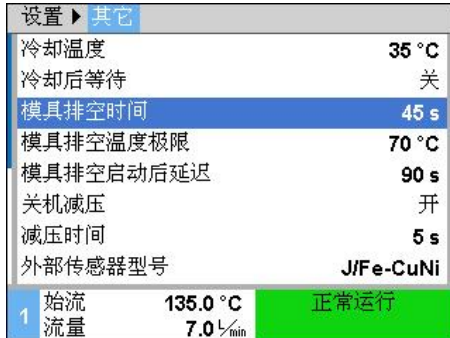 设置 ▶ 其它
冷却温度 35 °C
冷却后等待 关
模具排空时间 45 s
模具排空温度极限 70 °C
模具排空启动后延迟 90 s
关机减压 开
减压时间 5 s
外部传感器型号 J/Fe-CuNi
1 始流 135.0 °C 正常运行
流量 7.0 L/min